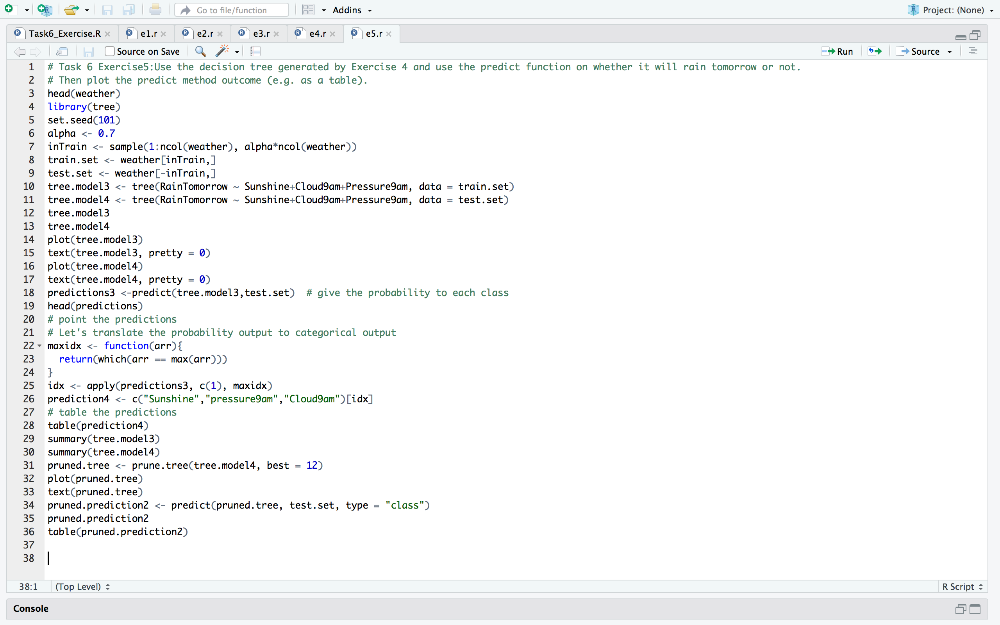 Go to file/function
Addins
Project: (None)
Task6_Exercise.R
e1.r
e2.r
e3.r
e4.r
e5.r
Source on Save
Run
Source
1 # Task 6 Exercise5:Use the decision tree generated by Exercise 4 and use the predict function on whether it will rain tomorrow or not.
2 # Then plot the predict method outcome (e.g. as a table).
3 head(weather)
4 library(tree)
5 set.seed(101)
6 alpha <- 0.7
7 inTrain <- sample(1:ncol(weather), alpha*ncol(weather))
8 train.set <- weather[inTrain,]
9 test.set <- weather[-inTrain,]
10 tree.model3 <- tree(RainTomorrow ~ Sunshine+Cloud9am+Pressure9am, data = train.set)
11 tree.model4 <- tree(RainTomorrow ~ Sunshine+Cloud9am+Pressure9am, data = test.set)
12 tree.model3
13 tree.model4
14 plot(tree.model3)
15 text(tree.model3, pretty = 0)
16 plot(tree.model4)
17 text(tree.model4, pretty = 0)
18 predictions3 <-predict(tree.model3,test.set)  # give the probability to each class
19 head(predictions)
20 # point the predictions
21 # Let's translate the probability output to categorical output
22 maxidx <- function(arr){
23   return(which(arr == max(arr)))
24 }
25 idx <- apply(predictions3, c(1), maxidx)
26 prediction4 <- c("Sunshine","pressure9am","Cloud9am")[idx]
27 # table the predictions
28 table(prediction4)
29 summary(tree.model3)
30 summary(tree.model4)
31 pruned.tree <- prune.tree(tree.model4, best = 12)
32 plot(pruned.tree)
33 text(pruned.tree)
34 pruned.prediction2 <- predict(pruned.tree, test.set, type = "class")
35 pruned.prediction2
36 table(pruned.prediction2)
37
38
38:1
(Top Level)
R Script
Console